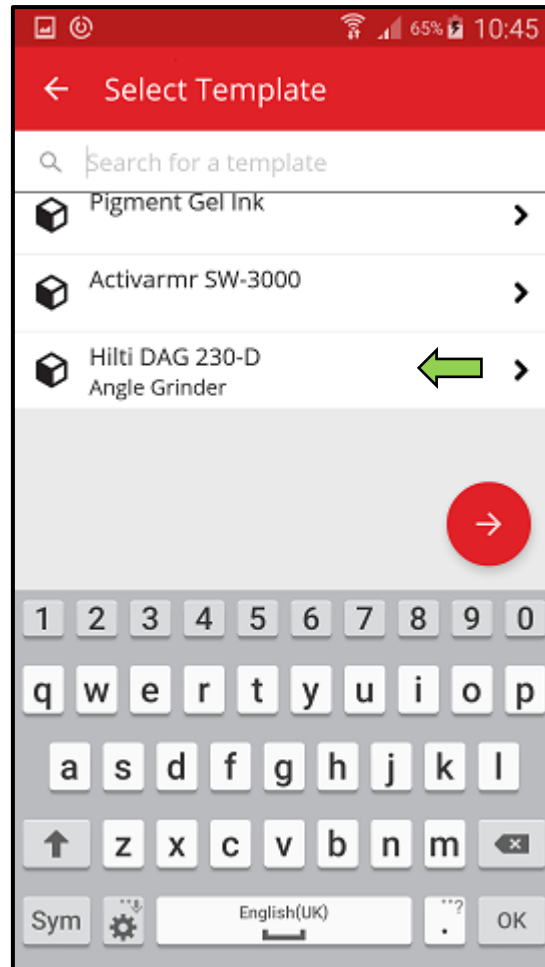 65% 10:45
Select Template
Search for a template
Pigment Gel Ink
Activarmr SW-3000
Hilti DAG 230-D
Angle Grinder
1 2 3 4 5 6 7 8 9 0
q w e r t y u i o p
a s d f g h j k l
z x c v b n m
Sym English(UK) . ? OK